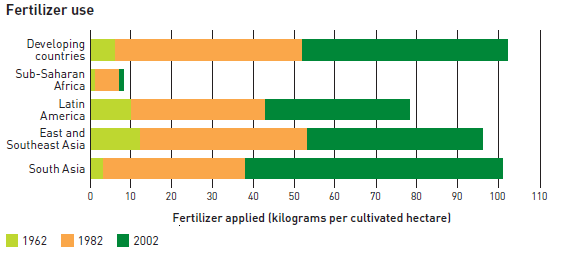 Fertilizer use
Developing
countries
Sub-Saharan
Africa
Latin
America
East and
Southeast Asia
South Asia
0 10 20 30 40 50 60 70 80 90 100 110
Fertilizer applied (kilograms per cultivated hectare)
1962 1982 2002